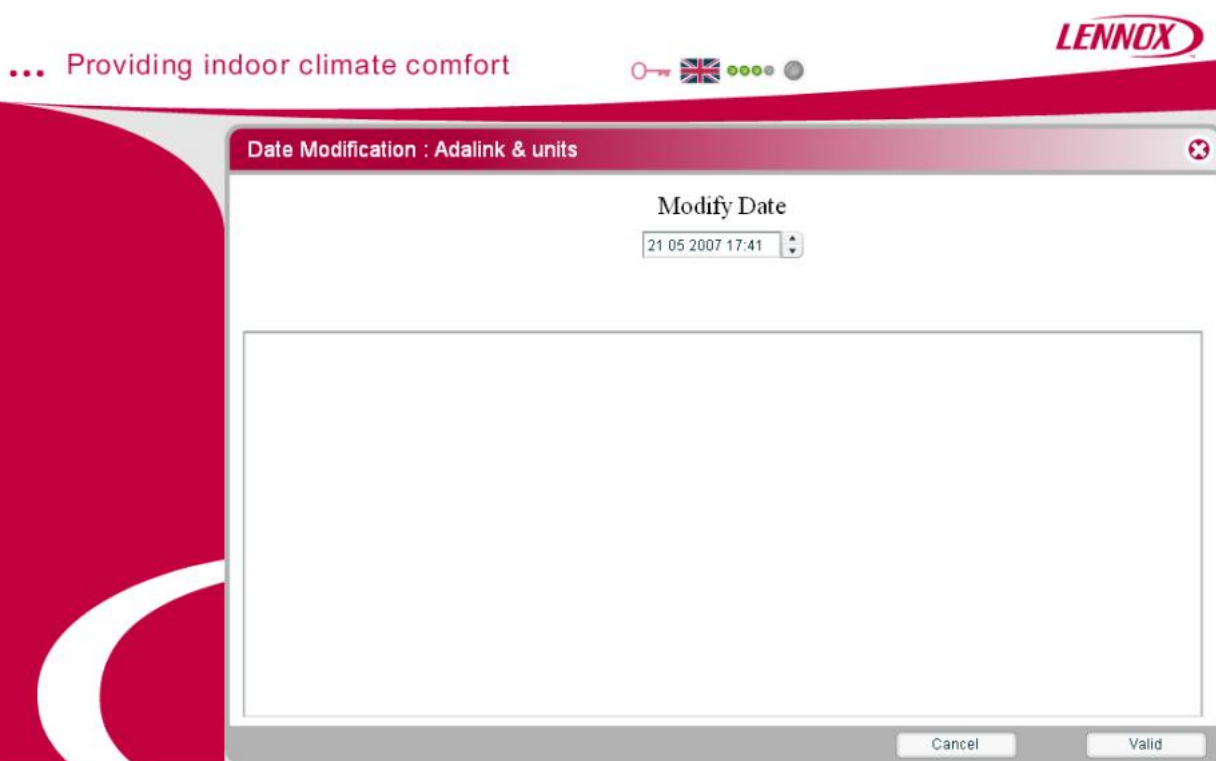 LENNOX
... Providing indoor climate comfort
Date Modification : Adalink & units
Modify Date
21 05 2007 17:41
Cancel
Valid